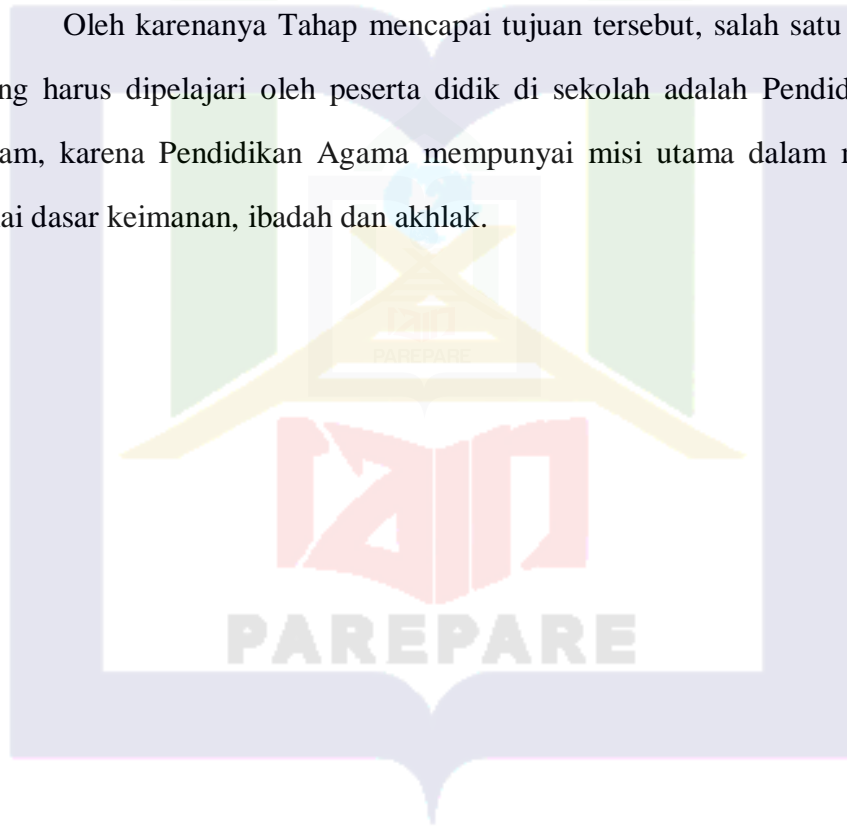 Oleh karenanya Tahap mencapai tujuan tersebut, salah satu
ng harus dipelajari oleh peserta didik di sekolah adalah Pendid
am, karena Pendidikan Agama mempunyai misi utama dalam
ai dasar keimanan, ibadah dan akhlak.
PAREPARE
PAREPARE